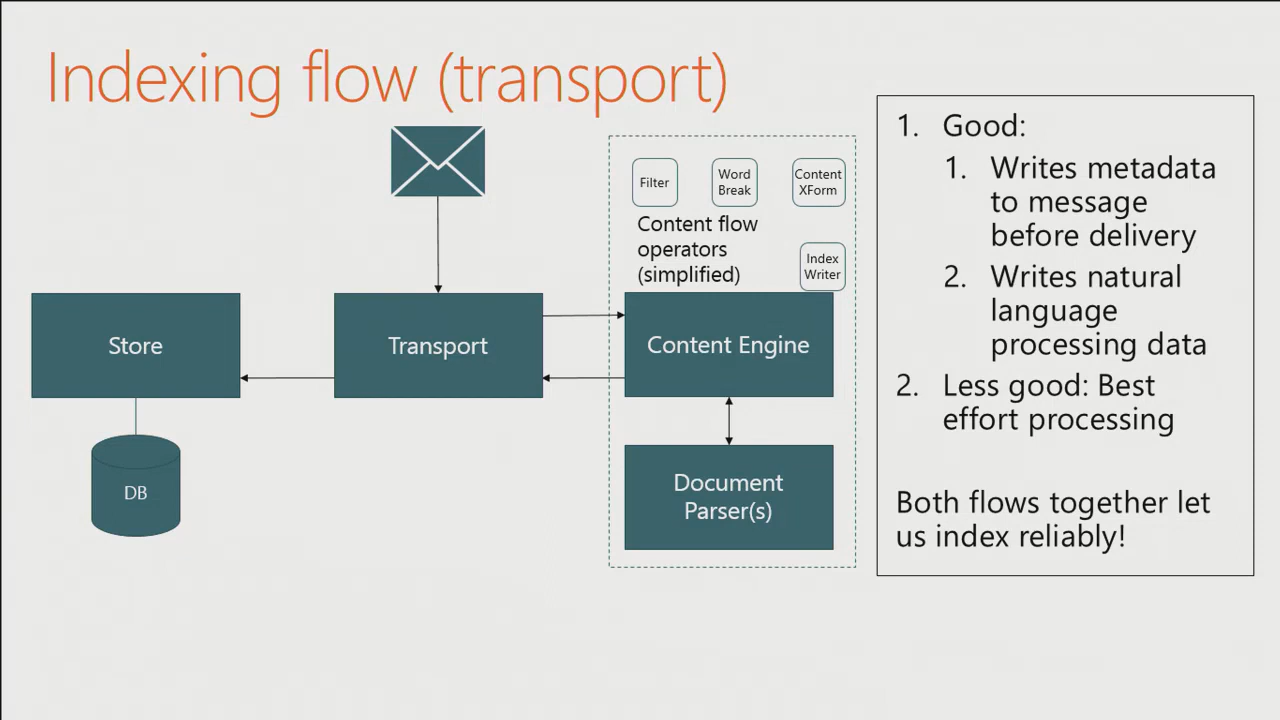 Indexing flow (transport)
Filter
Word
Break
Content
XForm
Content flow
operators
(simplified)
Index
Writer
Store
Transport
Content Engine
DB
Document
Parser(s)
1. Good:
1. Writes metadata
to message
before delivery
2. Writes natural
language
processing data
2. Less good: Best
effort processing
Both flows together let
us index reliably!